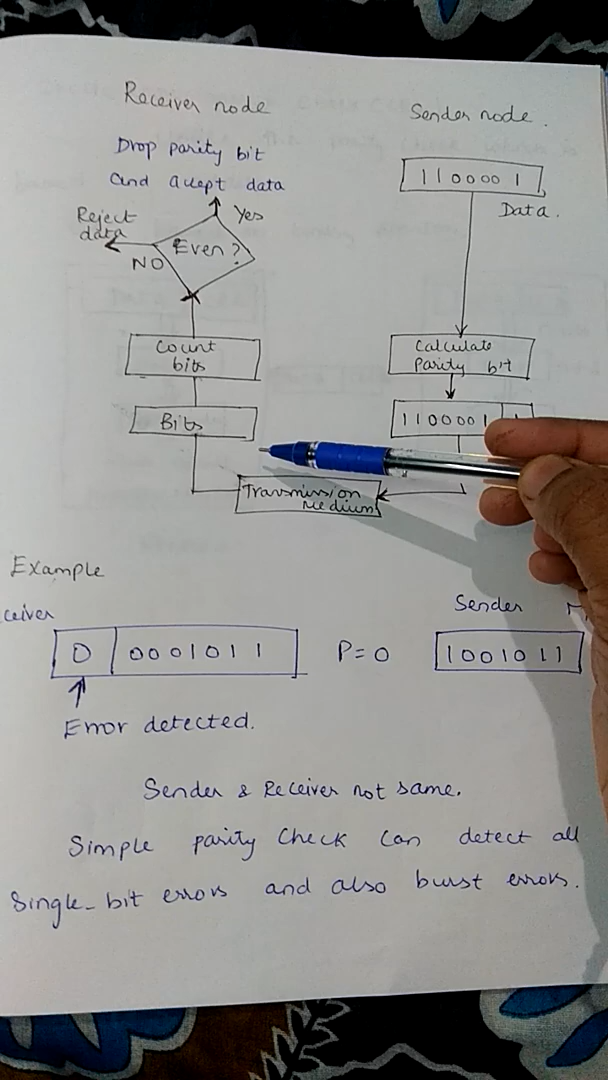 Receiver node
Drop parity bit
and accept data
Reject
data
NO
Even?
Yes
Count
bits
Bits
Transmission
Medium
Sender node.
1100001
Data.
Calculate
Parity bit
1100001
Example
ceiver
0 0001011
P=0
Sender
1001011
Error detected.
Sender & Receiver not same.
Simple parity Check can detect all
Single-bit errors and also burst errors.